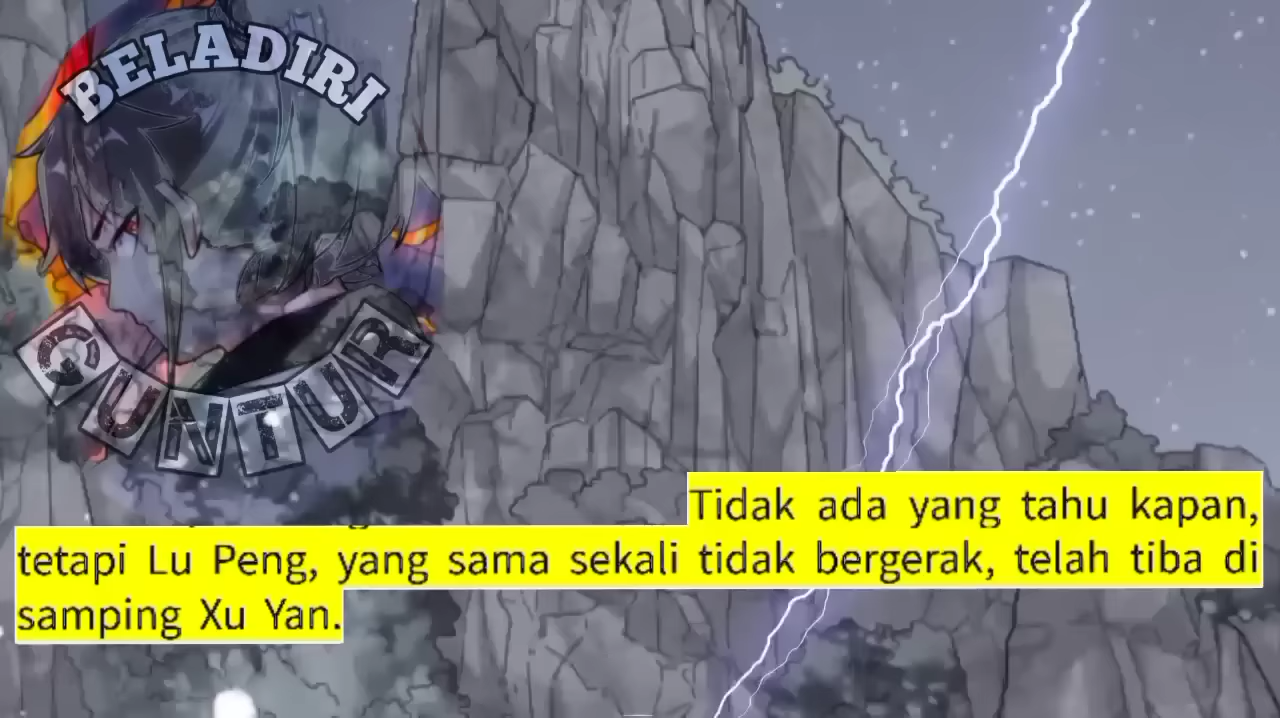 BELADIRI
GUNTUR
Tidak ada yang tahu kapan,
tetapi Lu Peng, yang sama sekali tidak bergerak, telah tiba di
samping Xu Yan.